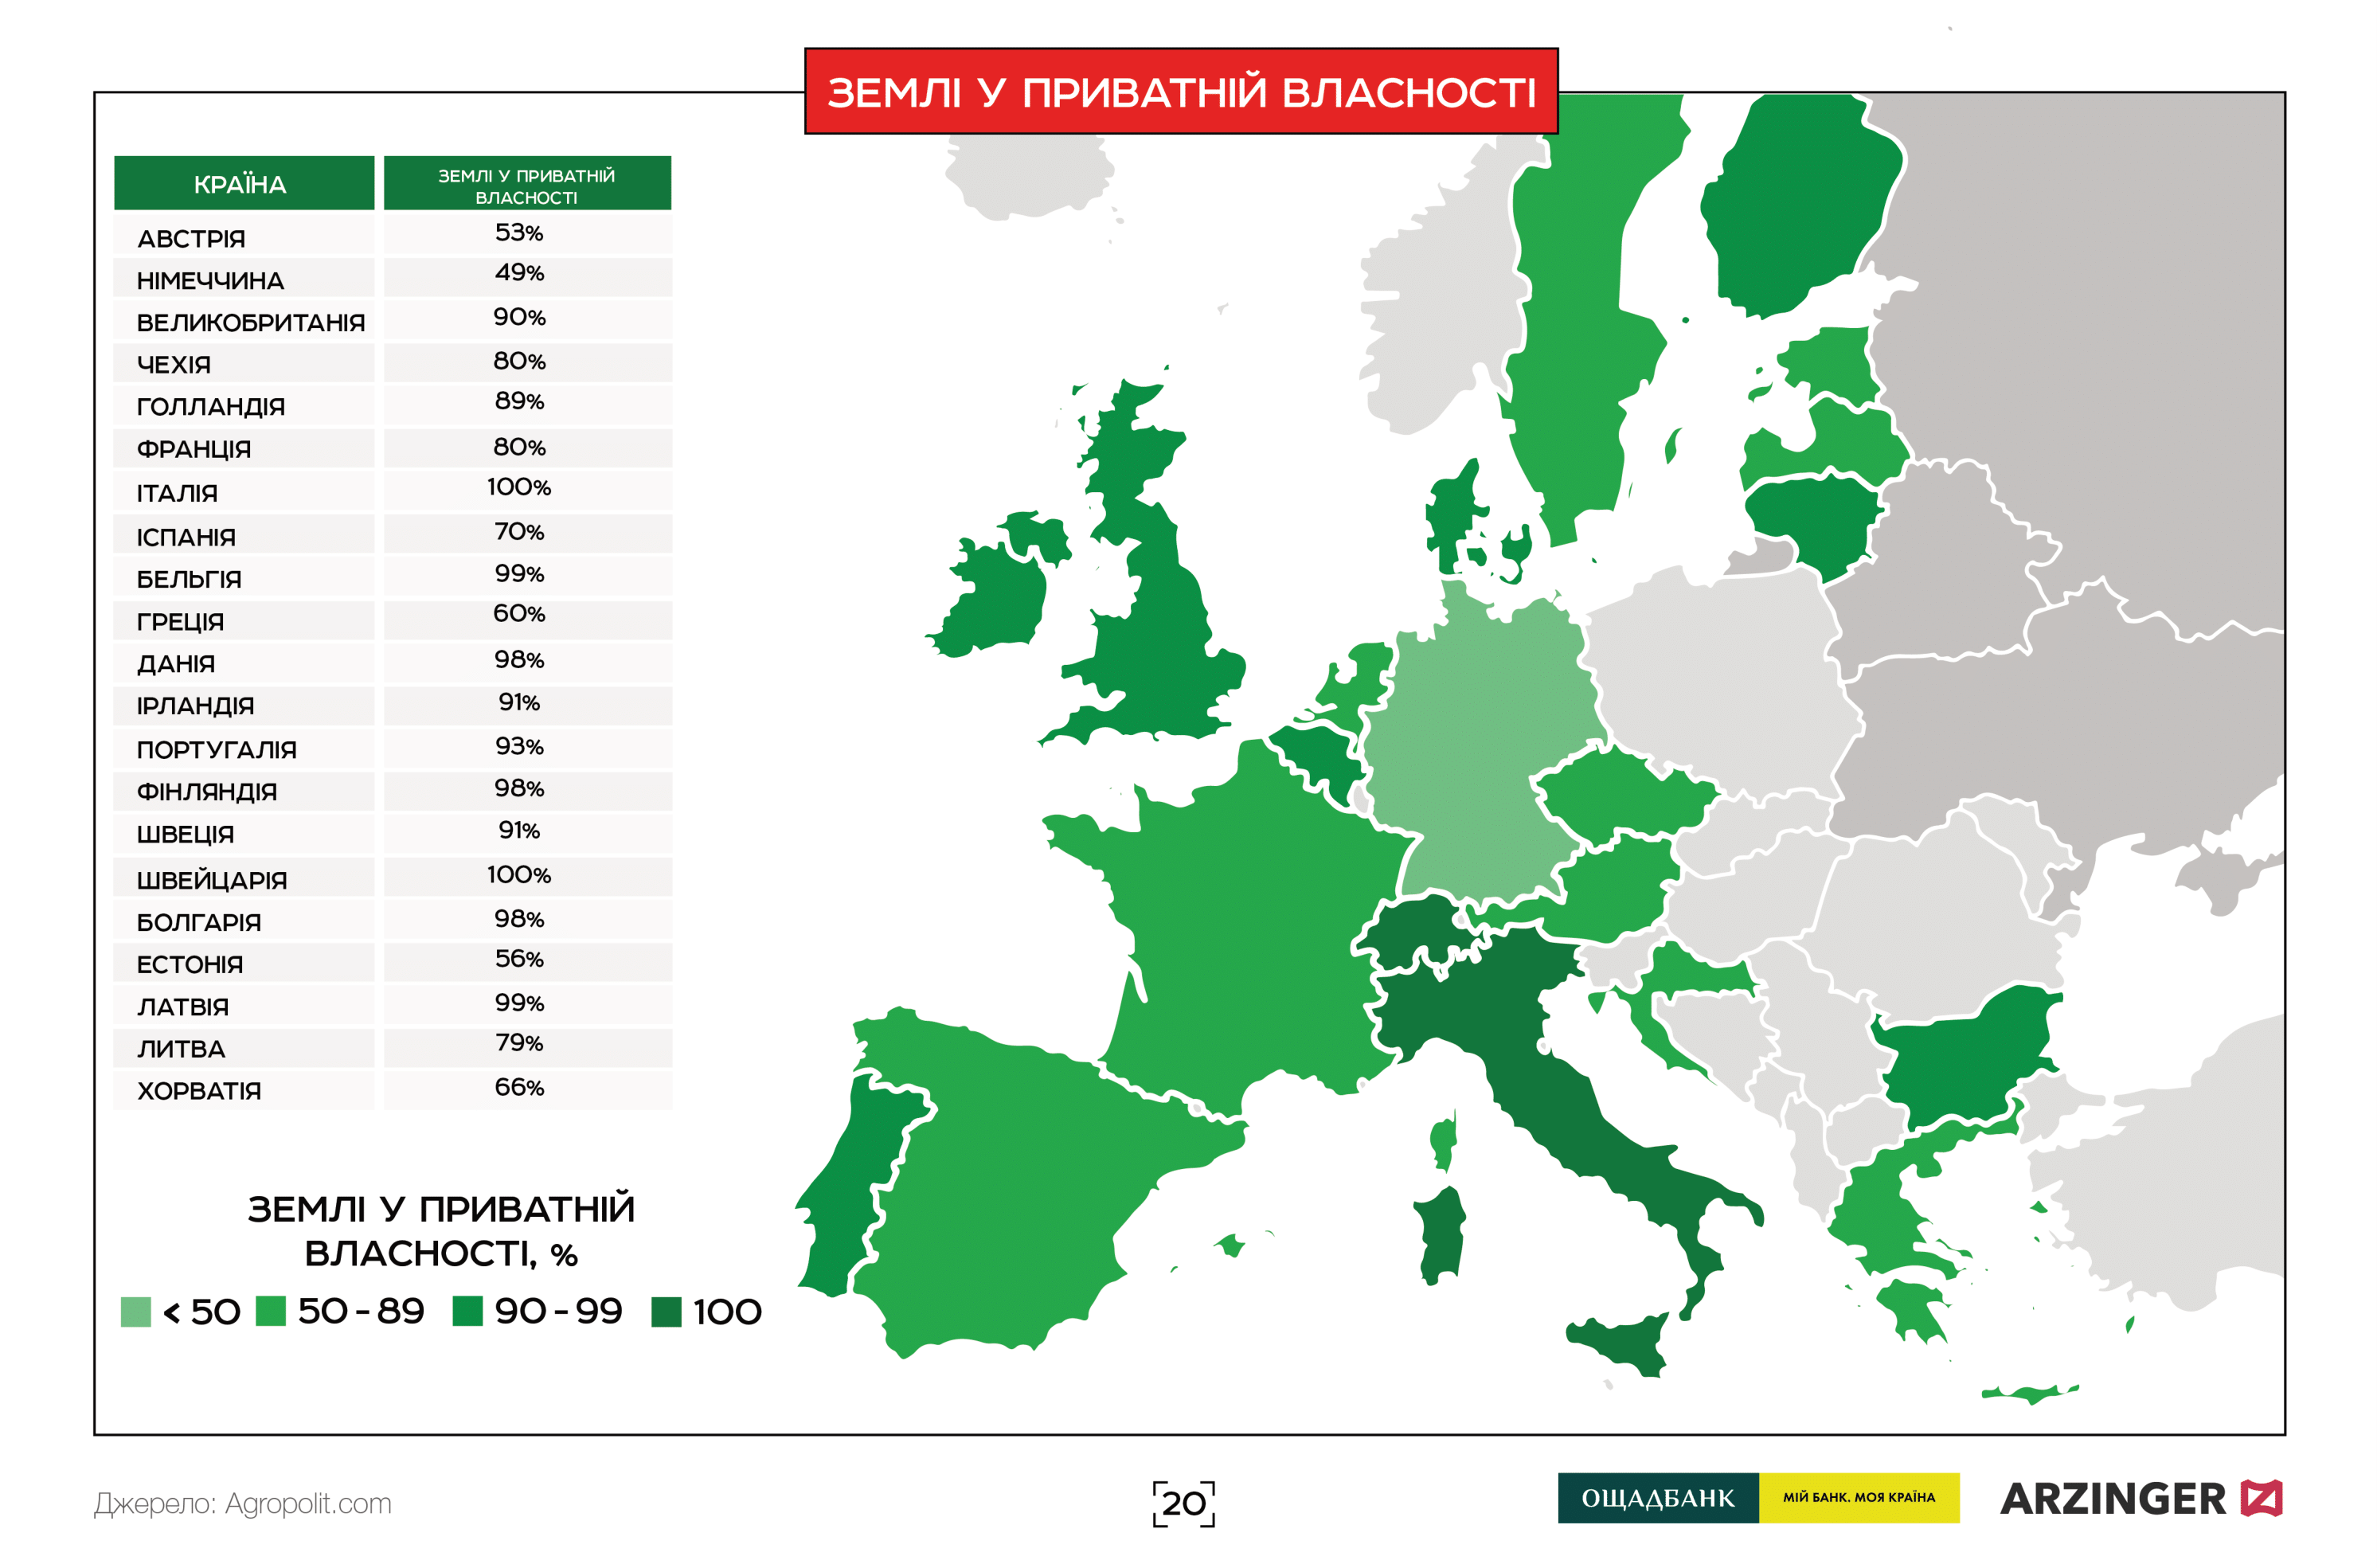 ЗЕМЛІ У ПРИВАТНІЙ ВЛАСНОСТІ
КРАЇНА
ЗЕМЛІ У ПРИВАТНІЙ
ВЛАСНОСТІ
АВСТРІЯ 53%
НІМЕЧЧИНА 49%
ВЕЛИКОБРИТАНІЯ 90%
ЧЕХІЯ 80%
ГОЛЛАНДІЯ 89%
ФРАНЦІЯ 80%
ІТАЛІЯ 100%
ІСПАНІЯ 70%
БЕЛЬГІЯ 99%
ГРЕЦІЯ 60%
ДАНІЯ 98%
ІРЛАНДІЯ 91%
ПОРТУГАЛІЯ 93%
ФІНЛЯНДІЯ 98%
ШВЕЦІЯ 91%
ШВЕЙЦАРІЯ 100%
БОЛГАРІЯ 98%
ЕСТОНІЯ 56%
ЛАТВІЯ 99%
ЛИТВА 79%
ХОРВАТІЯ 66%
ЗЕМЛІ У ПРИВАТНІЙ
ВЛАСНОСТІ, %
< 50 50 - 89 90 - 99 100
Джерело: Agropolit.com
20
ОЩАДБАНК
МІЙ БАНК. МОЯ КРАЇНА
ARZINGER